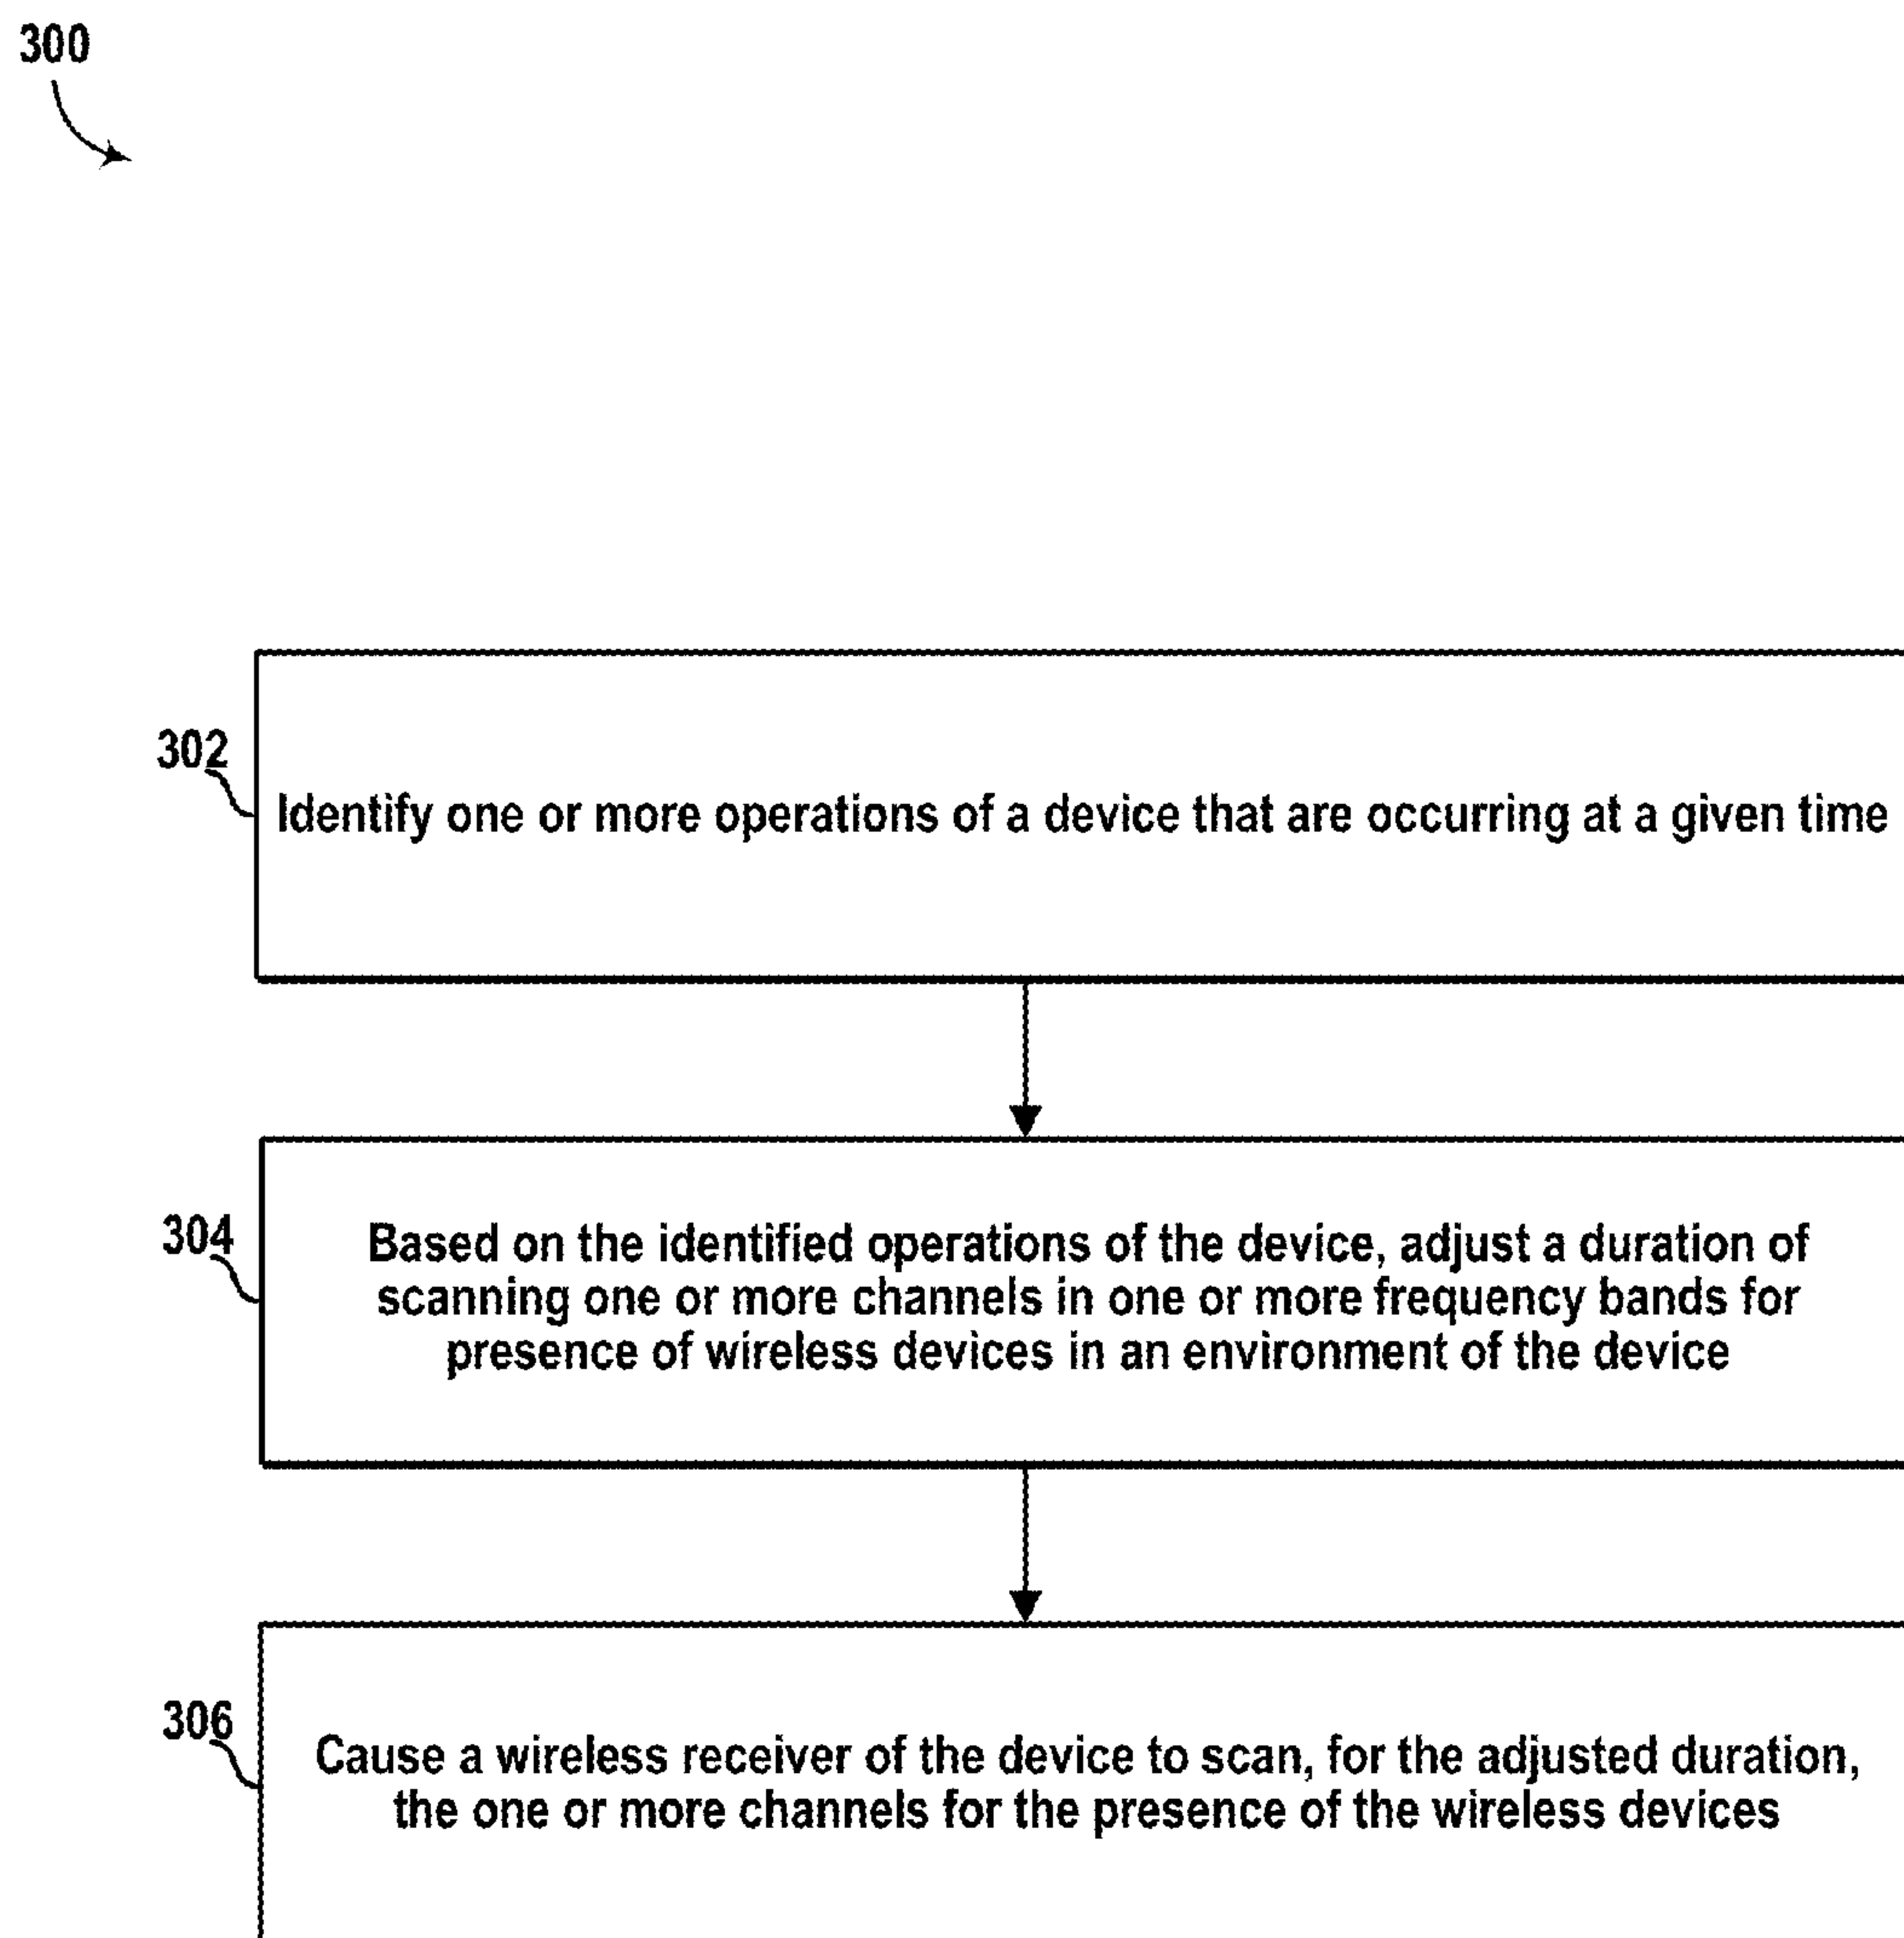 300
302
Identify one or more operations of a device that are occurring at a given time
304
Based on the identified operations of the device, adjust a duration of
scanning one or more channels in one or more frequency bands for
presence of wireless devices in an environment of the device
306
Cause a wireless receiver of the device to scan, for the adjusted duration,
the one or more channels for the presence of the wireless devices